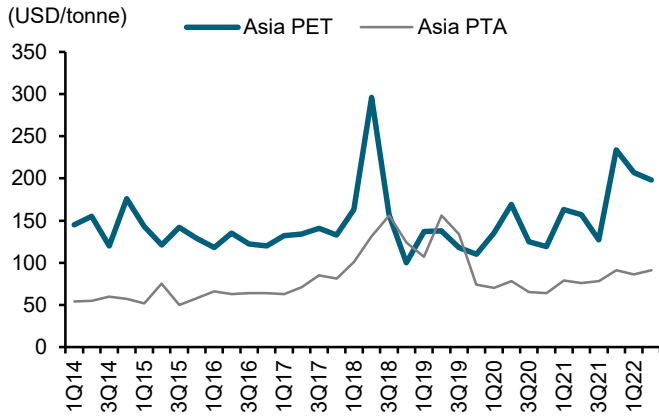 (USD/tonne)
Asia PET
Asia PTA
350
300
250
200
150
100
50
0
1Q14
3Q14
1Q15
3Q15
1Q16
3Q16
1Q17
3Q17
1Q18
3Q18
1Q19
3Q19
1Q20
3Q20
1Q21
3Q21
1Q22